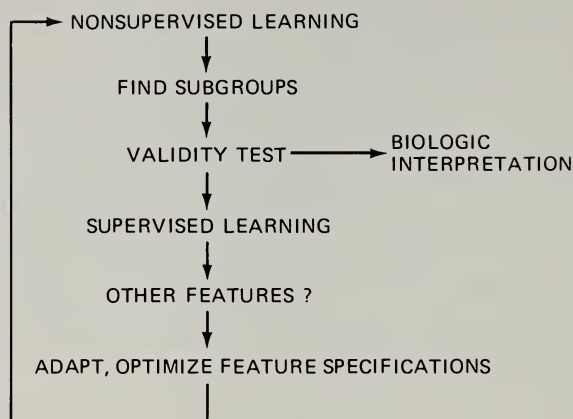 NONSUPERVISED LEARNING
FIND SUBGROUPS
VALIDITY TEST
BIOLOGIC
INTERPRETATION
SUPERVISED LEARNING
OTHER FEATURES ?
ADAPT, OPTIMIZE FEATURE SPECIFICATIONS